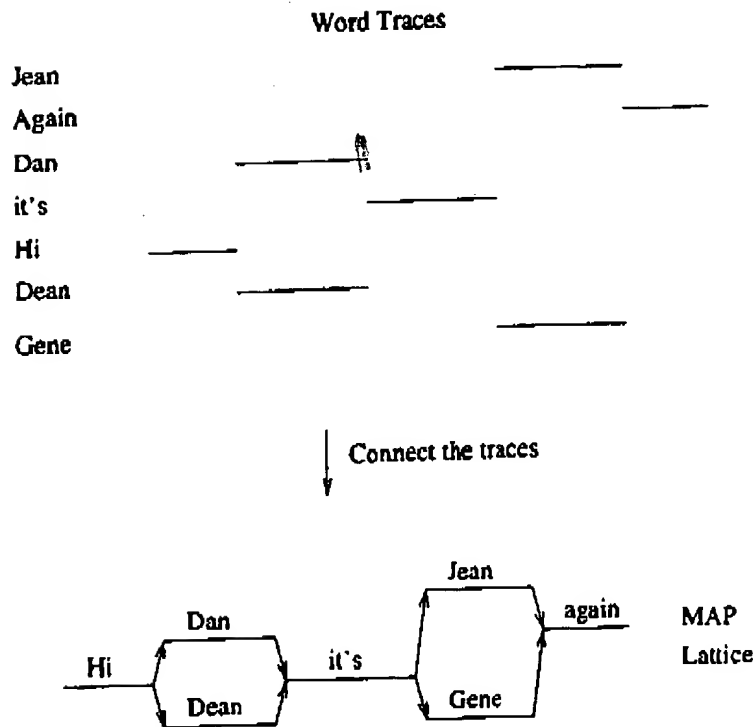 Word Traces
Jean
Again
Dan
it's
Hi
Dean
Gene
Connect the traces
Jean
Dan again MAP
Hi it's Lattice
Dean Gene